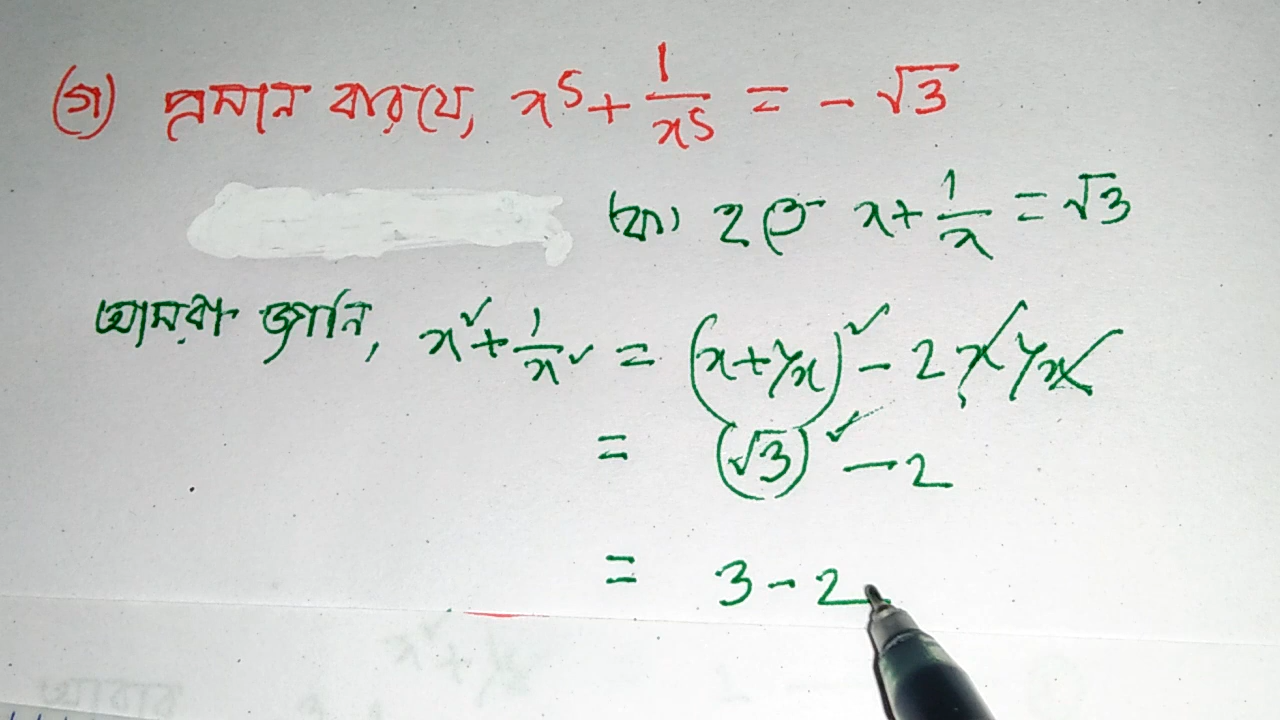 (গ) প্রমান কারযে, x⁵ + 1/x⁵ = - √3
(ক) হতে x + 1/x = √3
আমরা জানি, x² + 1/x² = (x + 1/x)² - 2 x 1/x
= (√3)² - 2
= 3 - 2